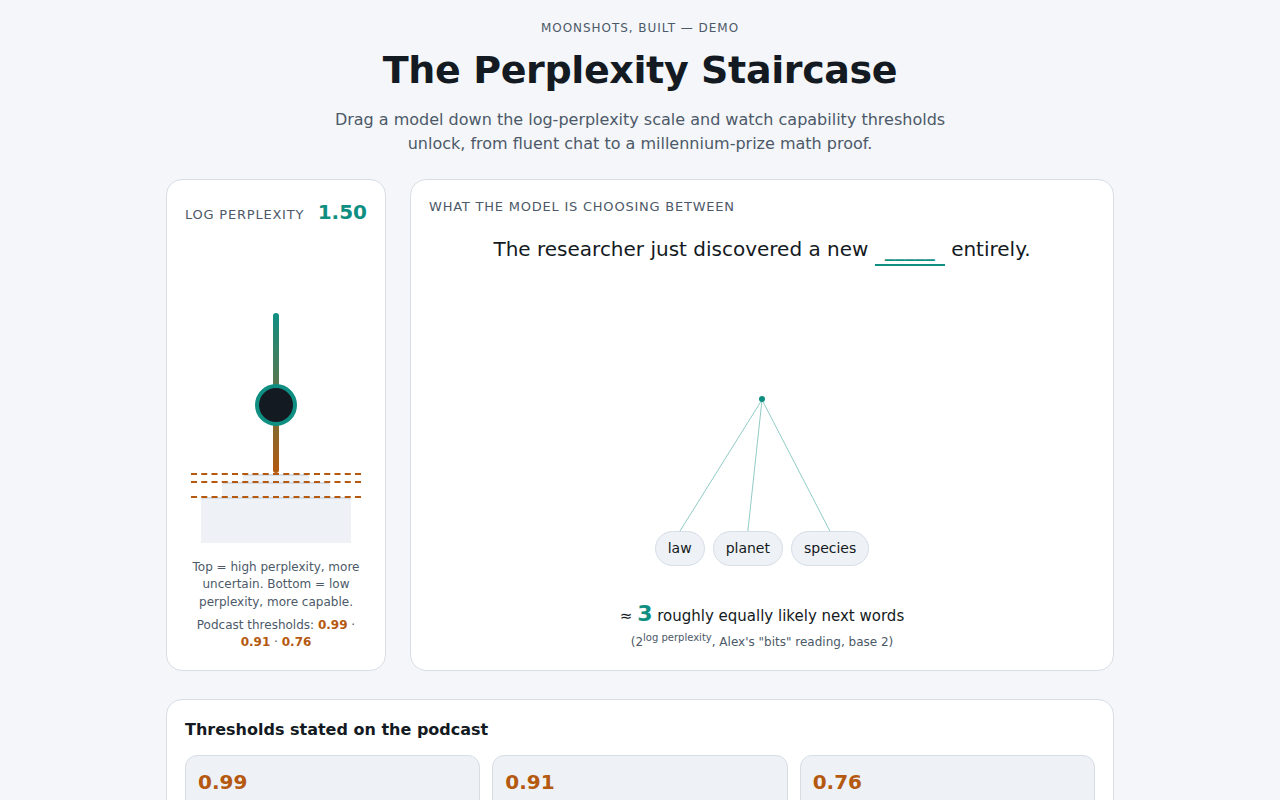 MOONSHOTS, BUILT — DEMO
The Perplexity Staircase
Drag a model down the log-perplexity scale and watch capability thresholds
unlock, from fluent chat to a millennium-prize math proof.
LOG PERPLEXITY 1.50
Top = high perplexity, more
uncertain. Bottom = low
perplexity, more capable.
Podcast thresholds: 0.99 ·
0.91 · 0.76
WHAT THE MODEL IS CHOOSING BETWEEN
The researcher just discovered a new _____ entirely.
law planet species
≈ 3 roughly equally likely next words
(2^log perplexity, Alex's "bits" reading, base 2)
Thresholds stated on the podcast
0.99 0.91 0.76